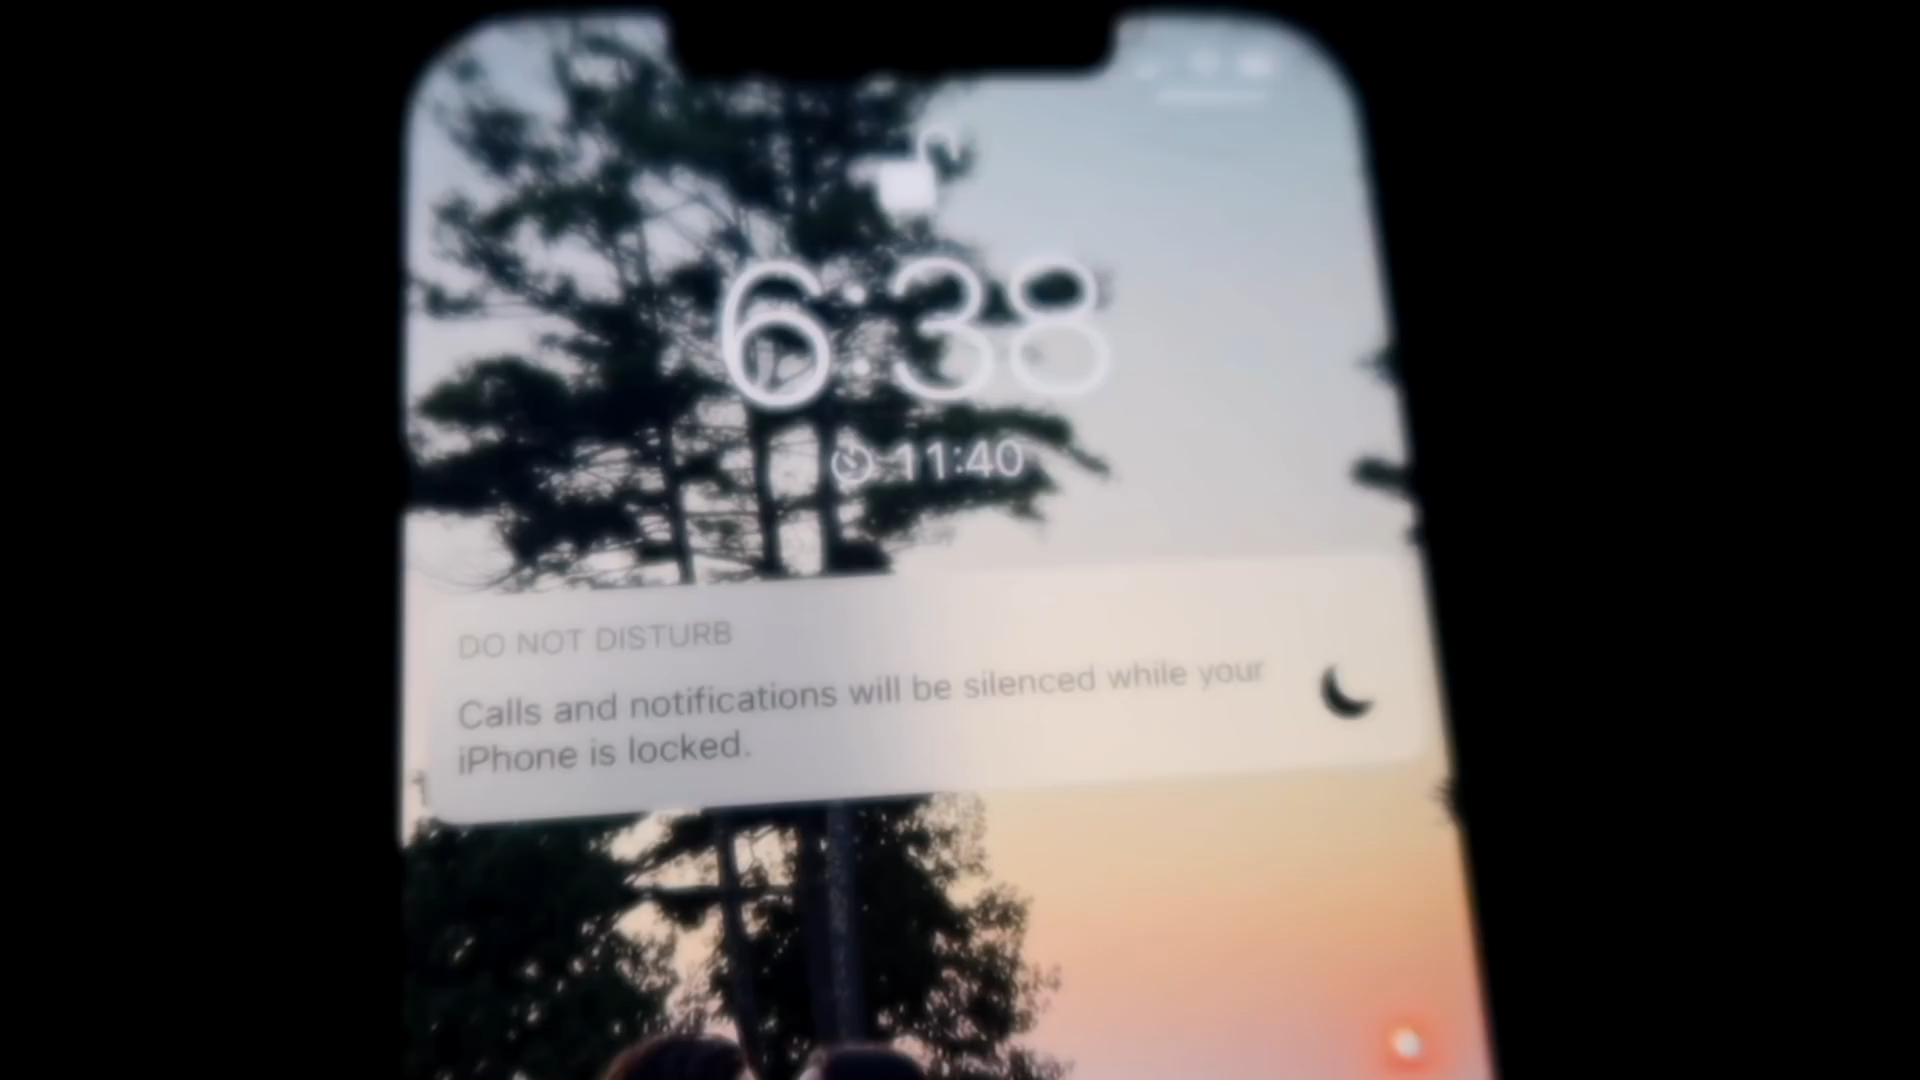 6:38
11:40
DO NOT DISTURB
Calls and notifications will be silenced while your
iPhone is locked.